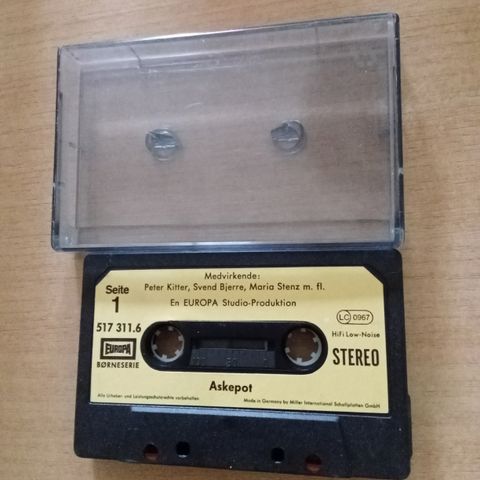 Medvirkende:
Peter Kitter, Svend Bjerre, Maria Stenz m. fl.
En EUROPA Studio-Produktion
Seite
1
517 311.6
EUROPA
BØRNESERIE
LC 0967
HiFi Low-Noise
STEREO
Askepot
Alle Urheber- und Leistungsschutzrechte vorbehalten.
Made in Germany by Miller International Schallplatten GmbH